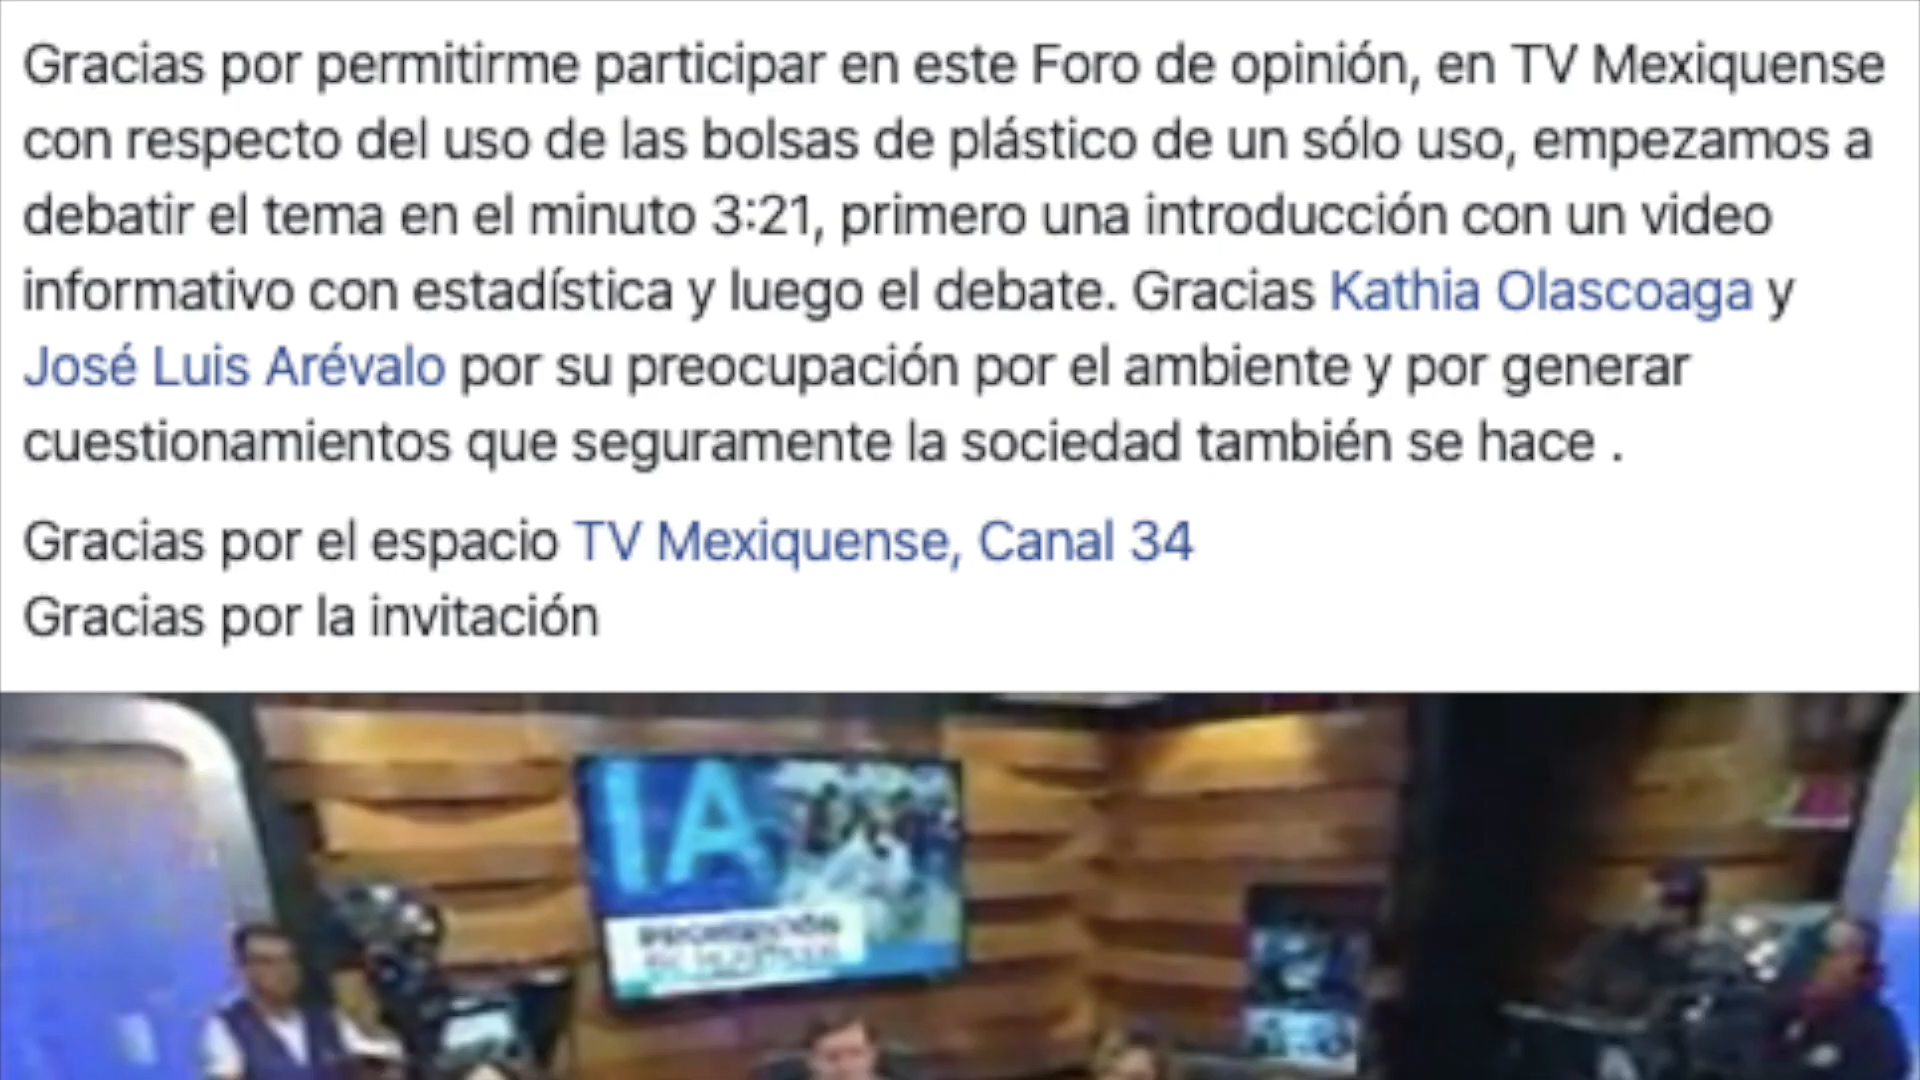 Gracias por permitirme participar en este Foro de opinión, en TV Mexiquense
con respecto del uso de las bolsas de plástico de un sólo uso, empezamos a
debatir el tema en el minuto 3:21, primero una introducción con un video
informativo con estadística y luego el debate. Gracias Kathia Olascoaga y
José Luis Arévalo por su preocupación por el ambiente y por generar
cuestionamientos que seguramente la sociedad también se hace .
Gracias por el espacio TV Mexiquense, Canal 34
Gracias por la invitación
IA